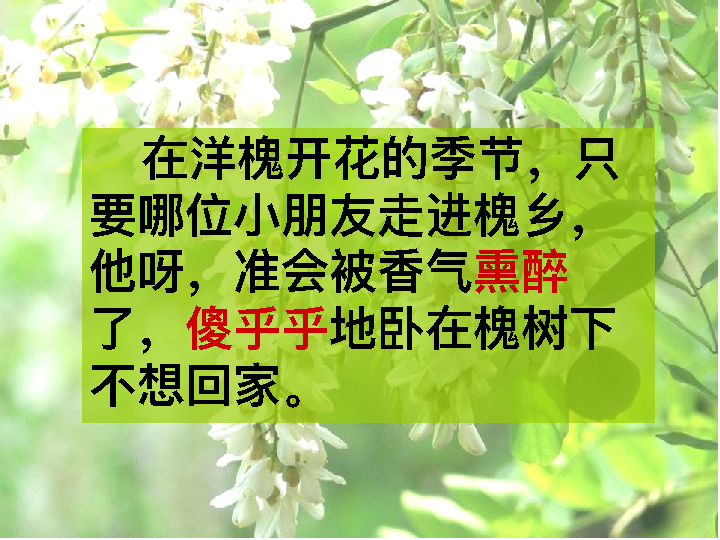 在洋槐开花的季节，只
要哪位小朋友走进槐乡，
他呀，准会被香气熏醉
了，傻乎乎地卧在槐树下
不想回家。